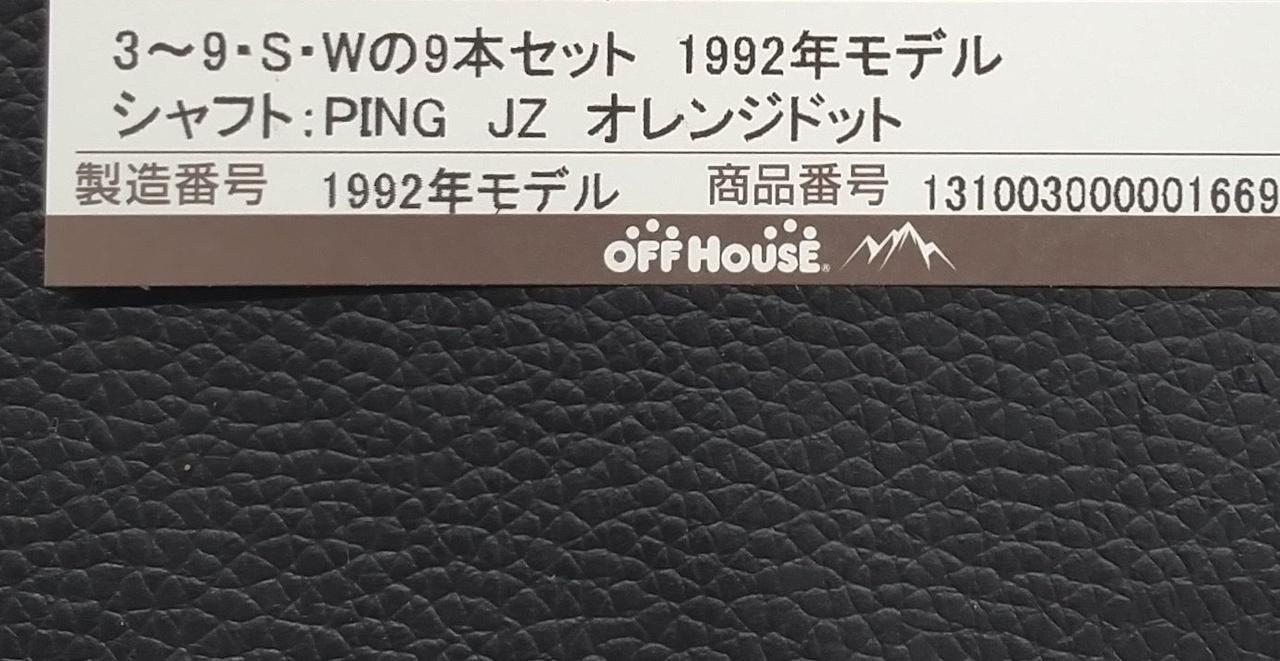 3～9・S・Wの9本セット 1992年モデル
シャフト:PING JZ オレンジドット
製造番号 1992年モデル 商品番号 1310030000001669
OFF HOUSE®